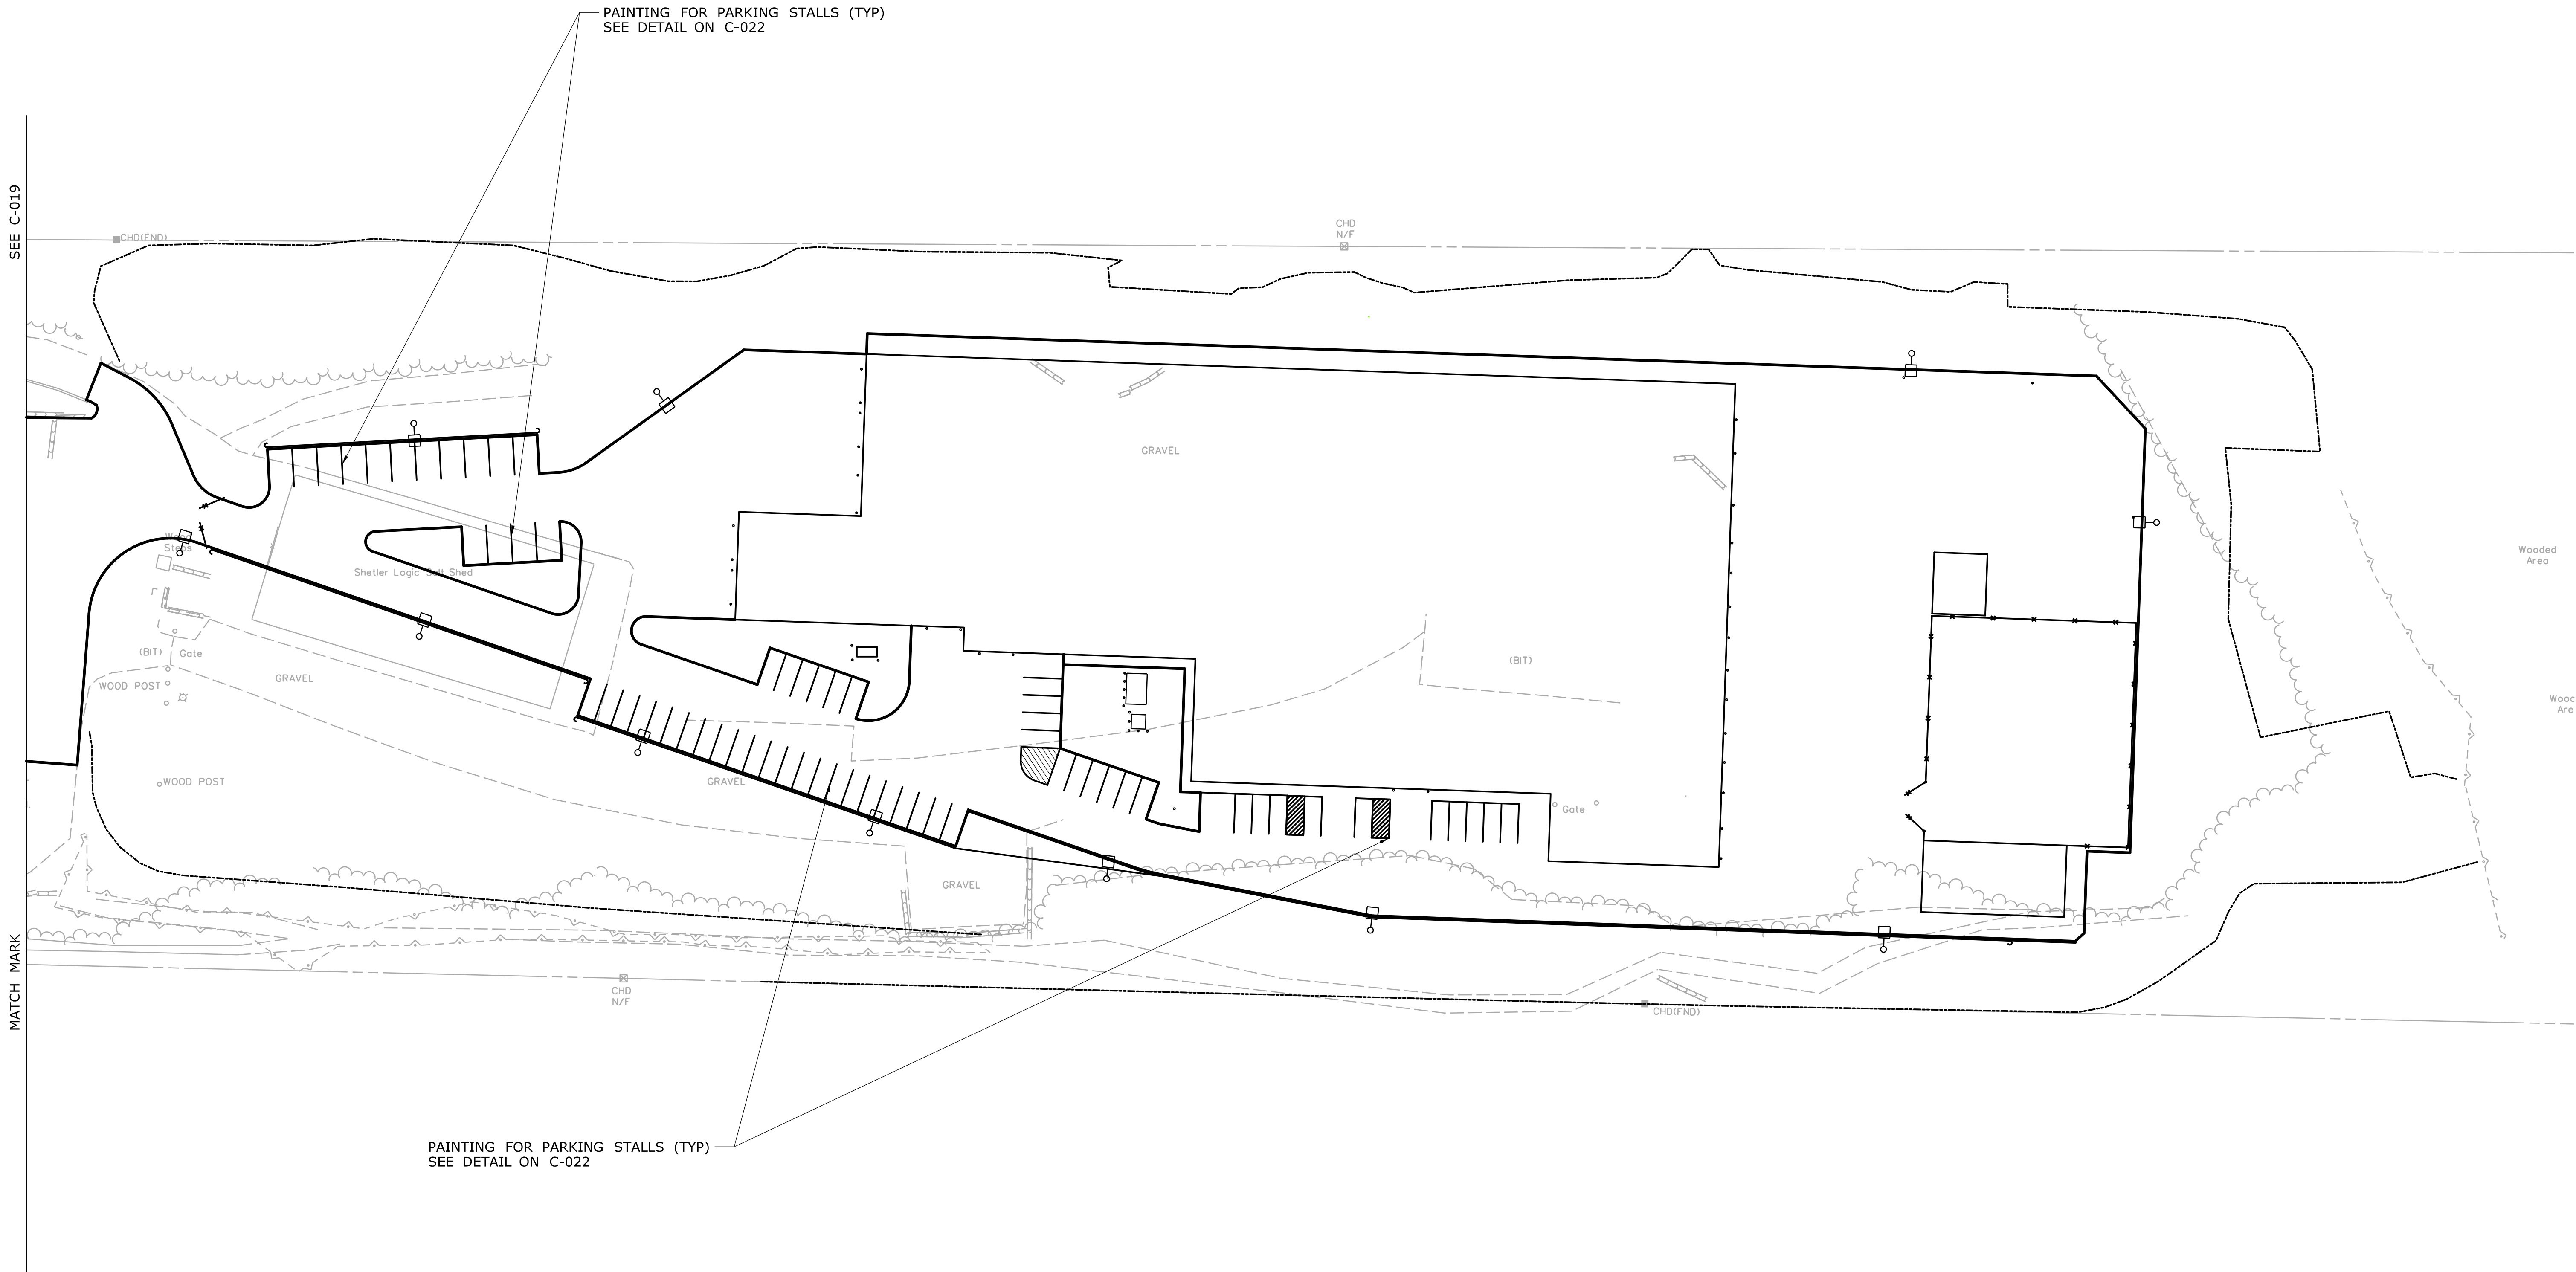 PAINTING FOR PARKING STALLS (TYP)
SEE DETAIL ON C-022
SEE C-019
CHD(FND)
CHD
N/F
GRAVEL
Wood
Steps
Shetler Logic Salt Shed
Wooded
Area
(BIT) Gate
GRAVEL
WOOD POST
(BIT)
WOOD POST
GRAVEL
Gate
GRAVEL
MATCH MARK
CHD
N/F
CHD(FND)
PAINTING FOR PARKING STALLS (TYP)
SEE DETAIL ON C-022